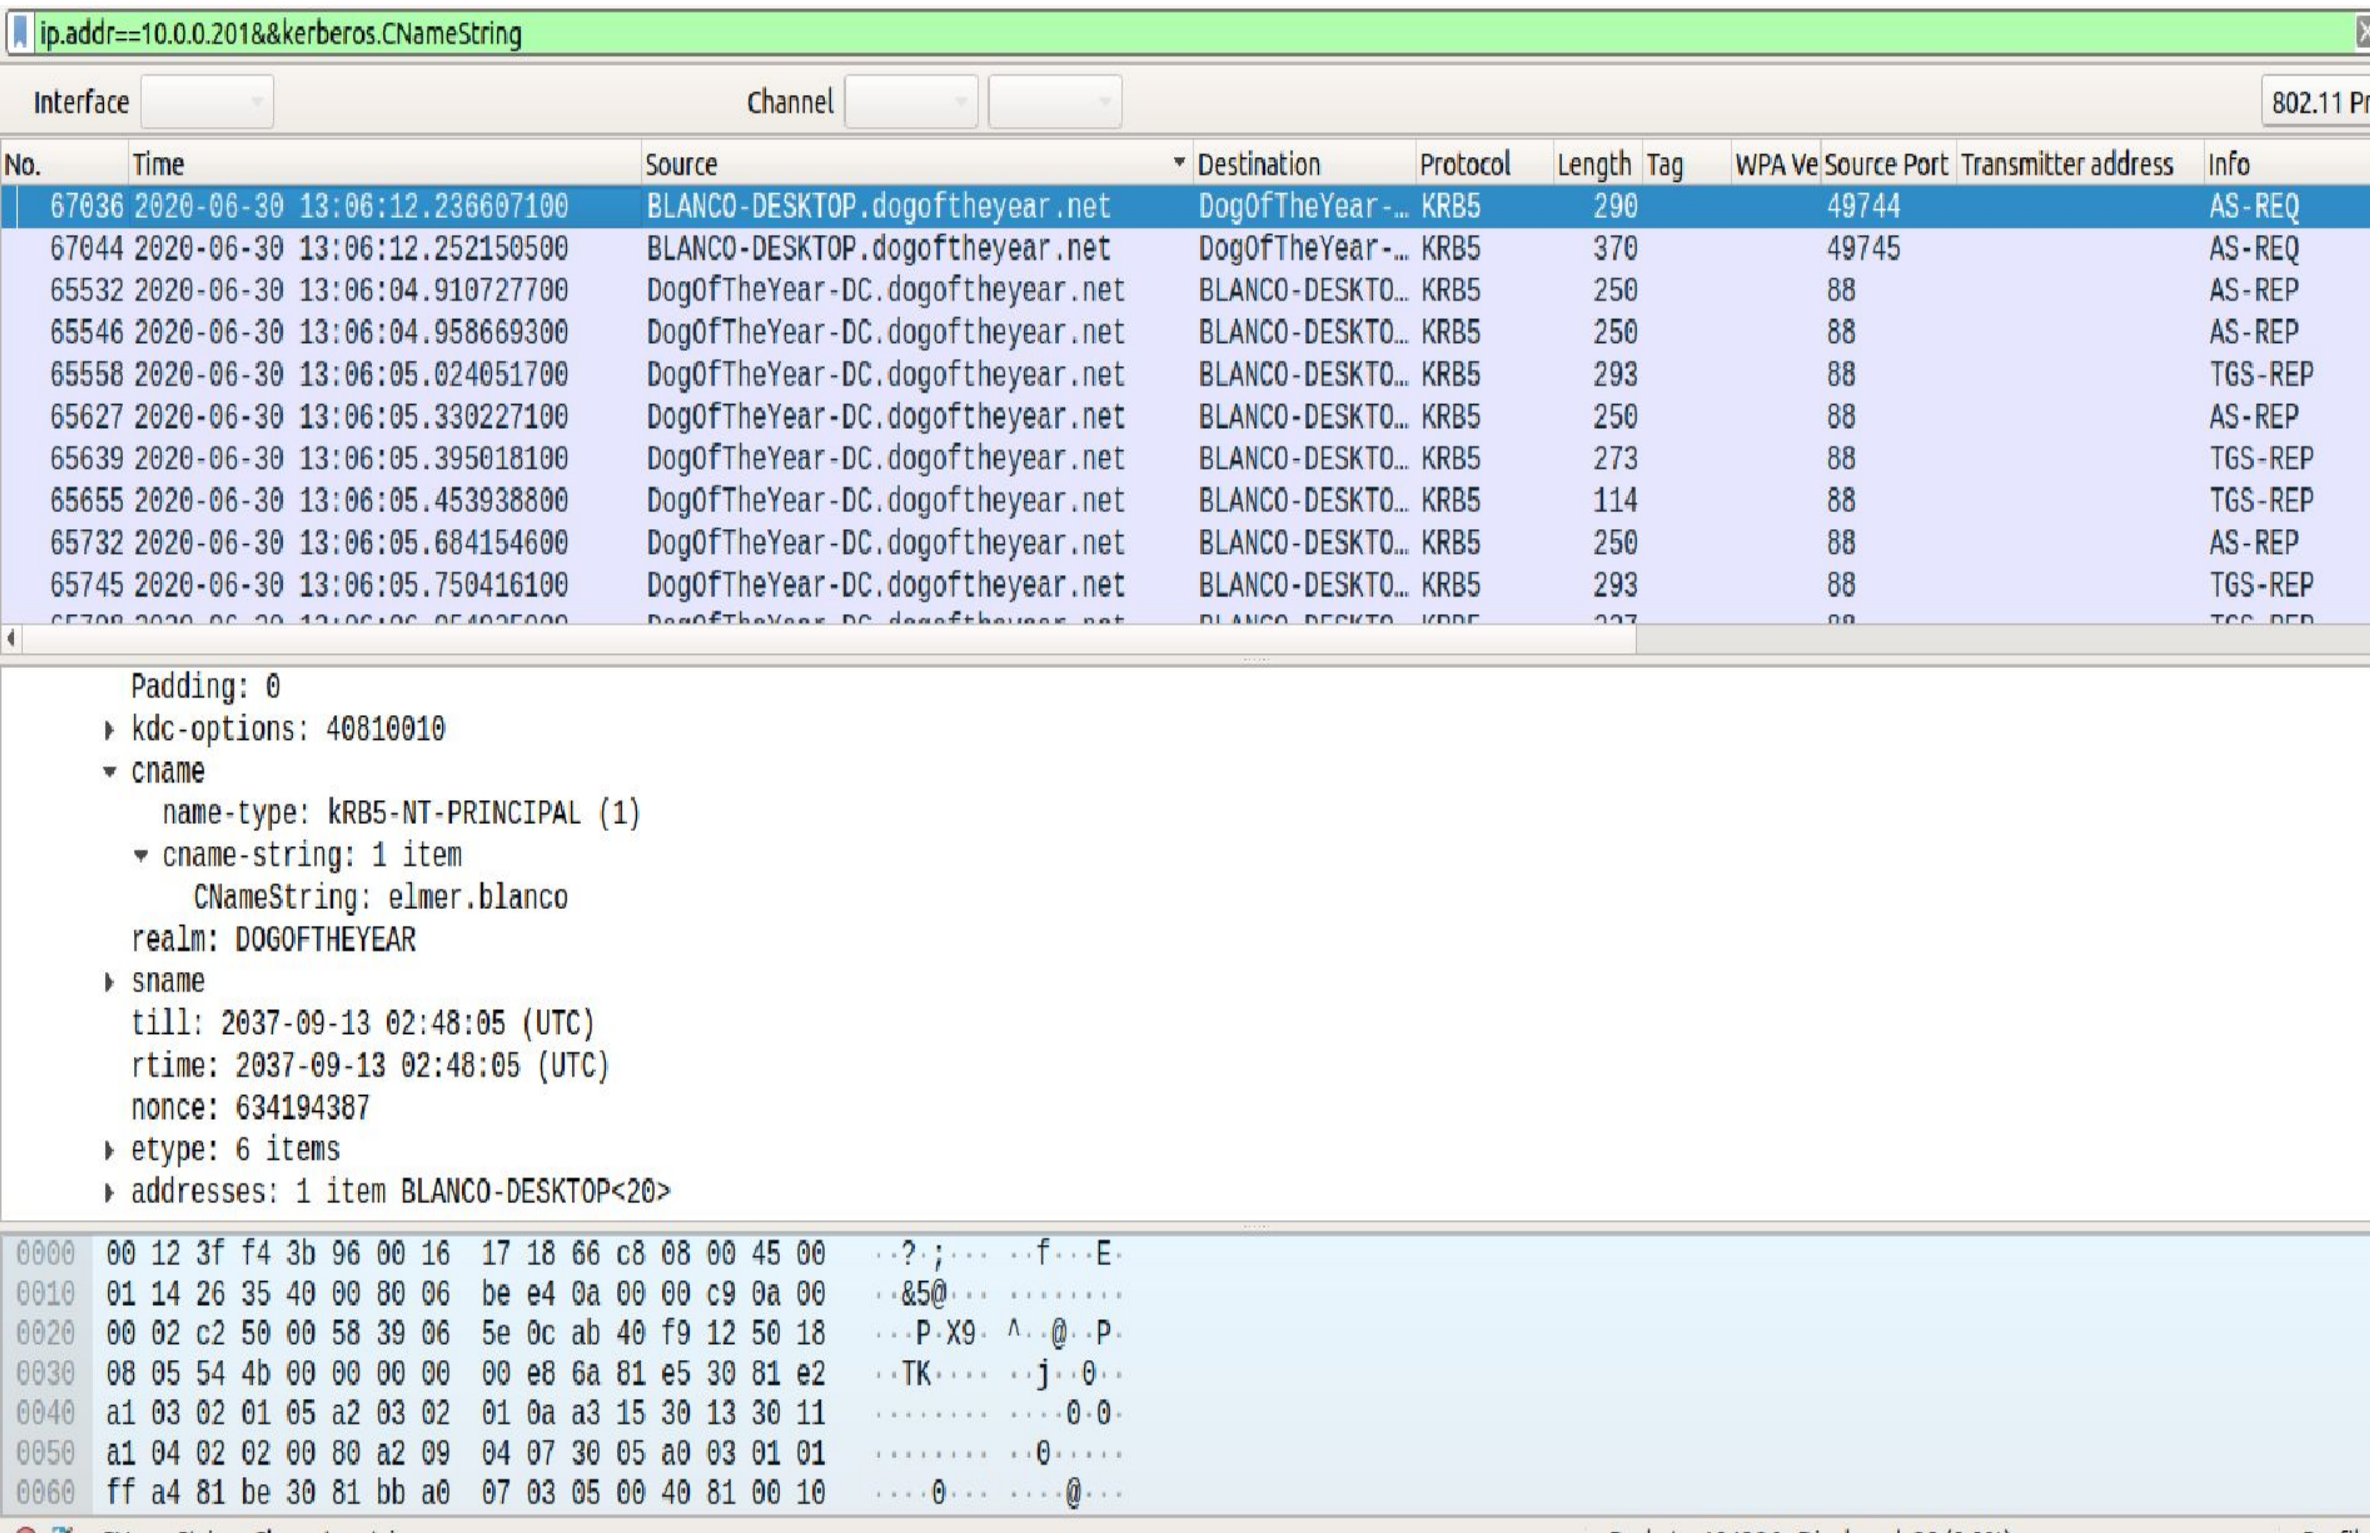 ip.addr==10.0.0.201&&kerberos.CNameString
Interface Channel 802.11 Pr
No. Time Source Destination Protocol Length Tag WPA Ve Source Port Transmitter address Info
67036 2020-06-30 13:06:12.236607100 BLANCO-DESKTOP.dogoftheyear.net DogOfTheYear-… KRB5 290 49744 AS-REQ
67044 2020-06-30 13:06:12.252150500 BLANCO-DESKTOP.dogoftheyear.net DogOfTheYear-… KRB5 370 49745 AS-REQ
65532 2020-06-30 13:06:04.910727700 DogOfTheYear-DC.dogoftheyear.net BLANCO-DESKTO… KRB5 250 88 AS-REP
65546 2020-06-30 13:06:04.958669300 DogOfTheYear-DC.dogoftheyear.net BLANCO-DESKTO… KRB5 250 88 AS-REP
65558 2020-06-30 13:06:05.024051700 DogOfTheYear-DC.dogoftheyear.net BLANCO-DESKTO… KRB5 293 88 TGS-REP
65627 2020-06-30 13:06:05.330227100 DogOfTheYear-DC.dogoftheyear.net BLANCO-DESKTO… KRB5 250 88 AS-REP
65639 2020-06-30 13:06:05.395018100 DogOfTheYear-DC.dogoftheyear.net BLANCO-DESKTO… KRB5 273 88 TGS-REP
65655 2020-06-30 13:06:05.453938800 DogOfTheYear-DC.dogoftheyear.net BLANCO-DESKTO… KRB5 114 88 TGS-REP
65732 2020-06-30 13:06:05.684154600 DogOfTheYear-DC.dogoftheyear.net BLANCO-DESKTO… KRB5 250 88 AS-REP
65745 2020-06-30 13:06:05.750416100 DogOfTheYear-DC.dogoftheyear.net BLANCO-DESKTO… KRB5 293 88 TGS-REP
Padding: 0
kdc-options: 40810010
cname
name-type: kRB5-NT-PRINCIPAL (1)
cname-string: 1 item
CNameString: elmer.blanco
realm: DOGOFTHEYEAR
sname
till: 2037-09-13 02:48:05 (UTC)
rtime: 2037-09-13 02:48:05 (UTC)
nonce: 634194387
etype: 6 items
addresses: 1 item BLANCO-DESKTOP<20>
0000 00 12 3f f4 3b 96 00 16 17 18 66 c8 08 00 45 00 ··?·;··· ··f···E·
0010 01 14 26 35 40 00 80 06 be e4 0a 00 00 c9 0a 00 ··&5@··· ········
0020 00 02 c2 50 00 58 39 06 5e 0c ab 40 f9 12 50 18 ···P·X9· ^··@··P·
0030 08 05 54 4b 00 00 00 00 00 e8 6a 81 e5 30 81 e2 ··TK···· ··j··0··
0040 a1 03 02 01 05 a2 03 02 01 0a a3 15 30 13 30 11 ········ ····0·0·
0050 a1 04 02 02 00 80 a2 09 04 07 30 05 a0 03 01 01 ········ ··0·····
0060 ff a4 81 be 30 81 bb a0 07 03 05 00 40 81 00 10 ····0··· ····@···